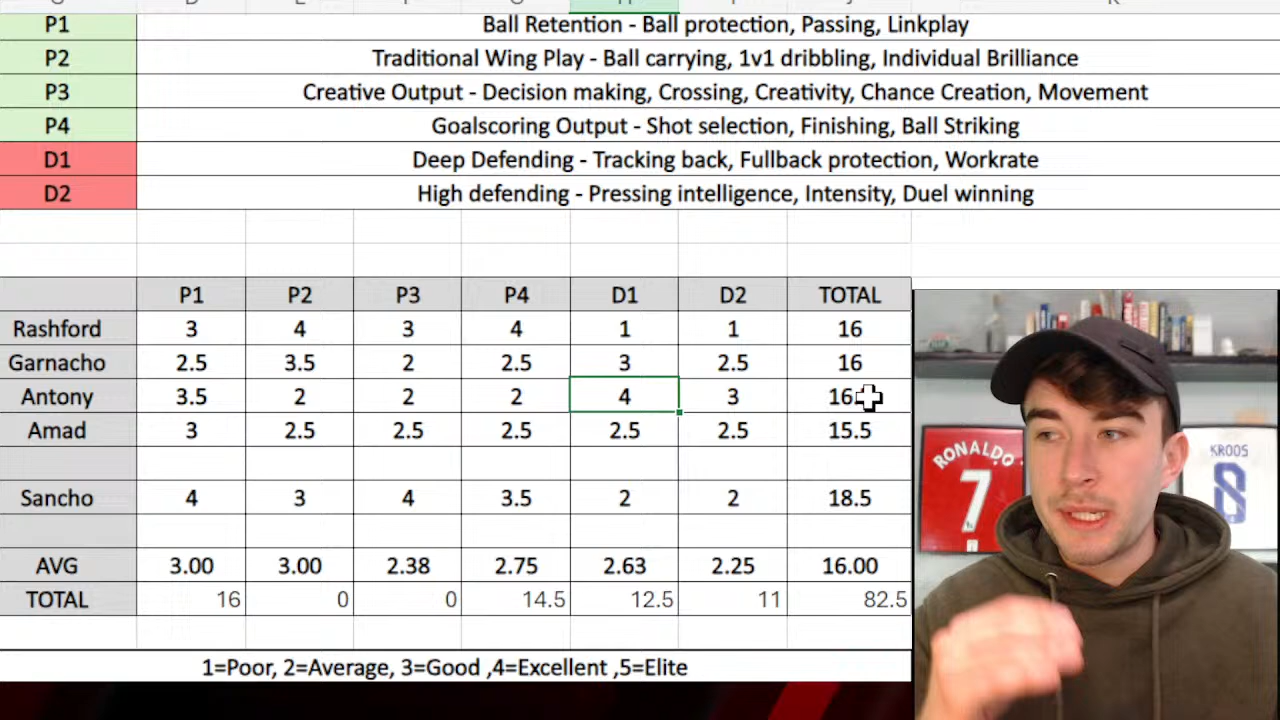 P1 Ball Retention - Ball protection, Passing, Linkplay
P2 Traditional Wing Play - Ball carrying, 1v1 dribbling, Individual Brilliance
P3 Creative Output - Decision making, Crossing, Creativity, Chance Creation, Movement
P4 Goalscoring Output - Shot selection, Finishing, Ball Striking
D1 Deep Defending - Tracking back, Fullback protection, Workrate
D2 High defending - Pressing intelligence, Intensity, Duel winning
P1 P2 P3 P4 D1 D2 TOTAL
Rashford 3 4 3 4 1 1 16
Garnacho 2.5 3.5 2 2.5 3 2.5 16
Antony 3.5 2 2 2 4 3
Amad 3 2.5 2.5 2.5 2.5 2.5 15.5
Sancho 4 3 4 3.5 2 2 18.5
AVG 3.00 3.00 2.38 2.75 2.63 2.25 16.00
TOTAL 16 0 0 14.5 12.5 11 82.5
1=Poor, 2=Average, 3=Good ,4=Excellent ,5=Elite
RONALDO
7
KROOS
8